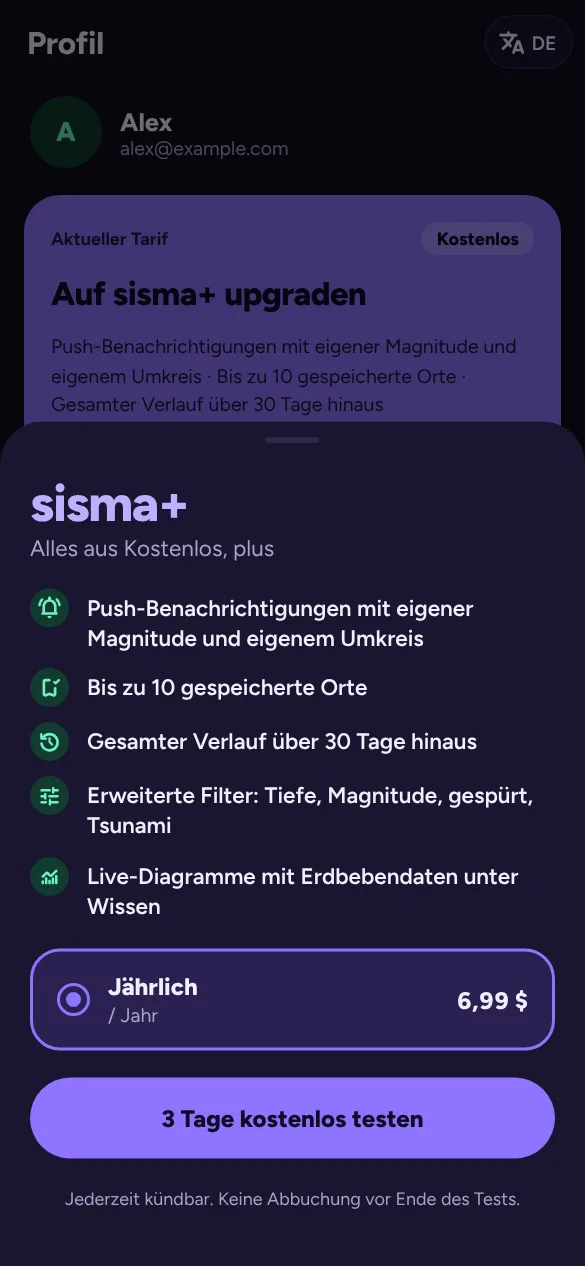 Profil
DE
A
Alex
alex@example.com
Aktueller Tarif
Kostenlos
Auf sisma+ upgraden
Push-Benachrichtigungen mit eigener Magnitude und
eigenem Umkreis · Bis zu 10 gespeicherte Orte ·
Gesamter Verlauf über 30 Tage hinaus
sisma+
Alles aus Kostenlos, plus
Push-Benachrichtigungen mit eigener
Magnitude und eigenem Umkreis
Bis zu 10 gespeicherte Orte
Gesamter Verlauf über 30 Tage hinaus
Erweiterte Filter: Tiefe, Magnitude, gespürt,
Tsunami
Live-Diagramme mit Erdbebendaten unter
Wissen
Jährlich
/ Jahr
6,99 $
3 Tage kostenlos testen
Jederzeit kündbar. Keine Abbuchung vor Ende des Tests.